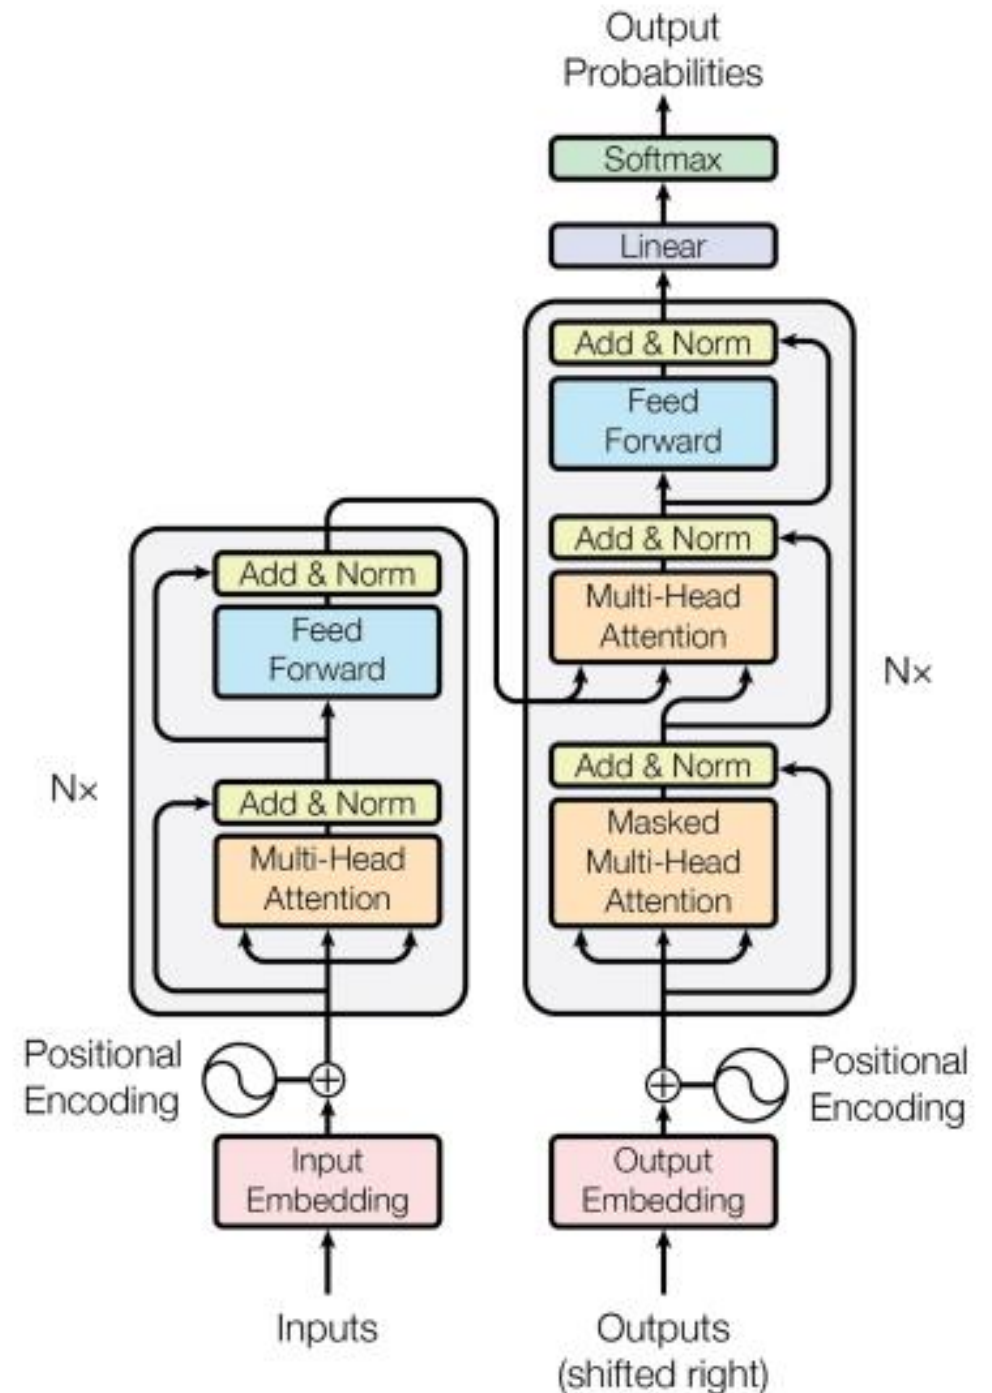 Output
Probabilities
Softmax
Linear
Add & Norm
Feed
Forward
Add & Norm
Multi-Head
Attention
Add & Norm
Masked
Multi-Head
Attention
N×
Add & Norm
Feed
Forward
Add & Norm
Multi-Head
Attention
N×
Positional
Encoding
Positional
Encoding
Input
Embedding
Output
Embedding
Inputs
Outputs
(shifted right)